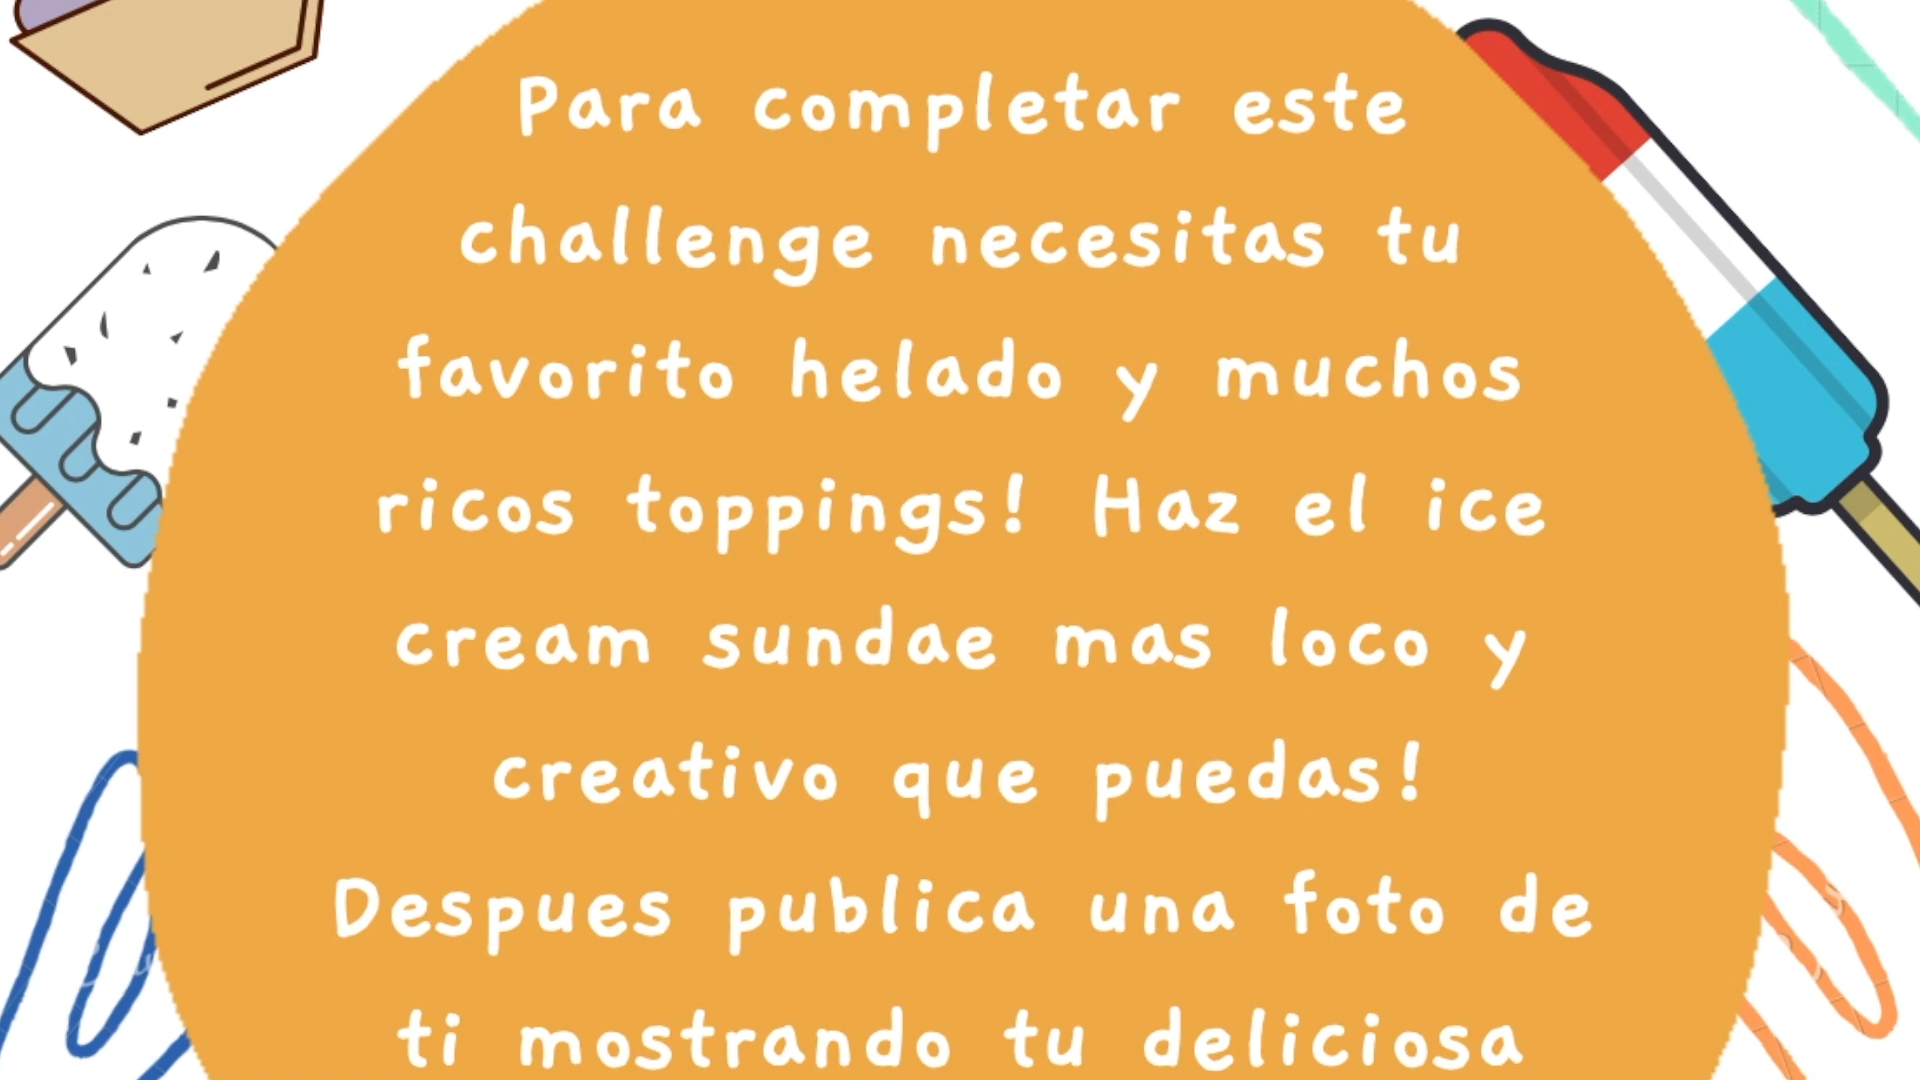 Para completar este
challenge necesitas tu
favorito helado y muchos
ricos toppings! Haz el ice
cream sundae mas loco y
creativo que puedas!
Despues publica una foto de
ti mostrando tu deliciosa